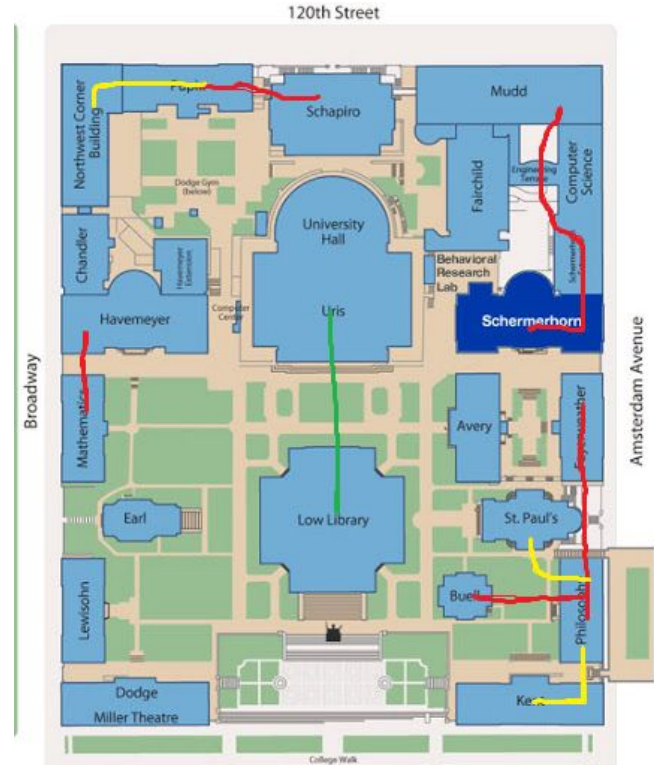 120th Street
Mudd
Schapiro
Northwest Corner
Building
Dodge Gym
(below)
Fairchild
Engineering
Terrace
Computer
Science
University
Hall
Chandler
Havemeyer
Extension
Behavioral
Research
Lab
Uris
Computer
Center
Havemeyer
Schermerhorn
Broadway
Amsterdam Avenue
Mathematics
Avery
Earl
Low Library
St. Paul's
Lewisohn
Buell
Philosophy
Dodge
Miller Theatre
Kent
College Walk